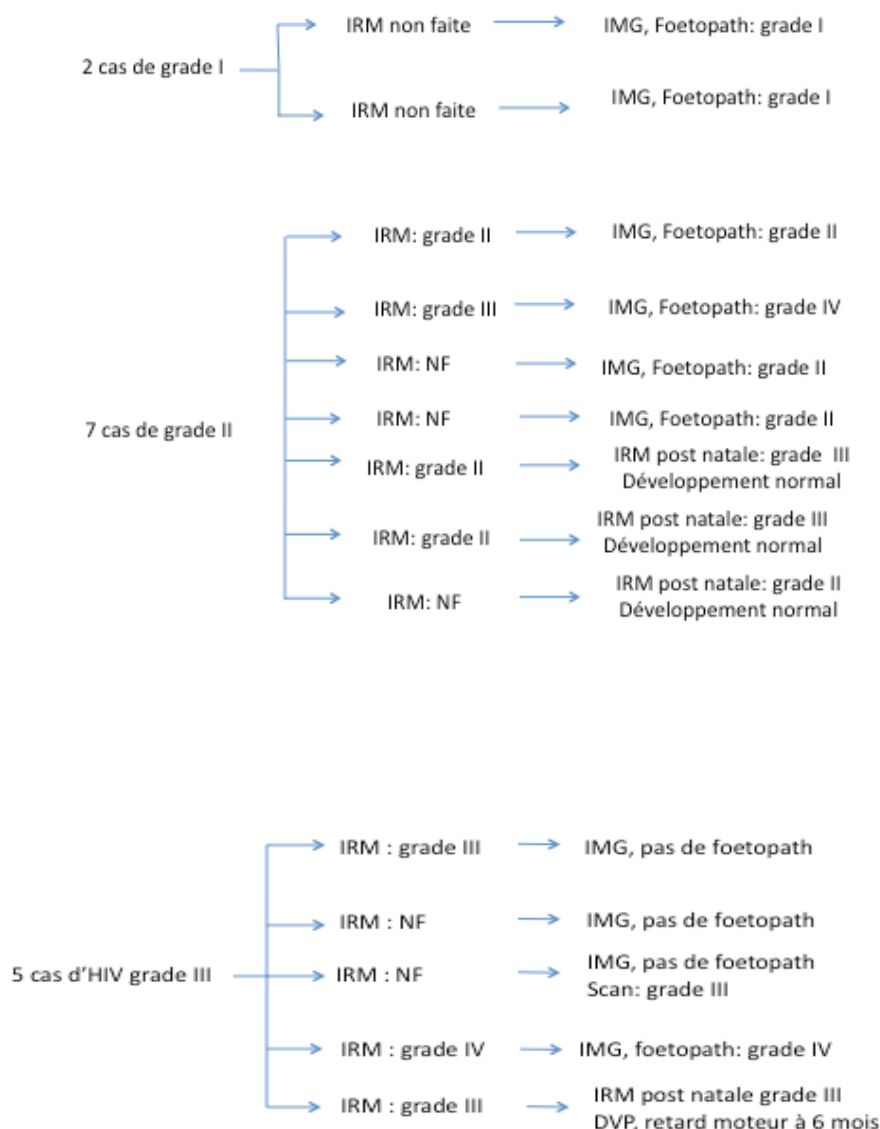 IRM non faite
IMG, Foetopath: grade I
2 cas de grade I
IRM non faite
IMG, Foetopath: grade I
IRM: grade II
IMG, Foetopath: grade II
IRM: grade III
IMG, Foetopath: grade IV
IRM: NF
IMG, Foetopath: grade II
7 cas de grade II
IRM: NF
IMG, Foetopath: grade II
IRM: grade II
IRM post natale: grade III
Développement normal
IRM: grade II
IRM post natale: grade III
Développement normal
IRM: NF
IRM post natale: grade II
Développement normal
IRM : grade III
IMG, pas de foetopath
IRM : NF
IMG, pas de foetopath
5 cas d'HIV grade III
IRM : NF
IMG, pas de foetopath
Scan: grade III
IRM : grade IV
IMG, foetopath: grade IV
IRM : grade III
IRM post natale grade III
DVP, retard moteur à 6 mois